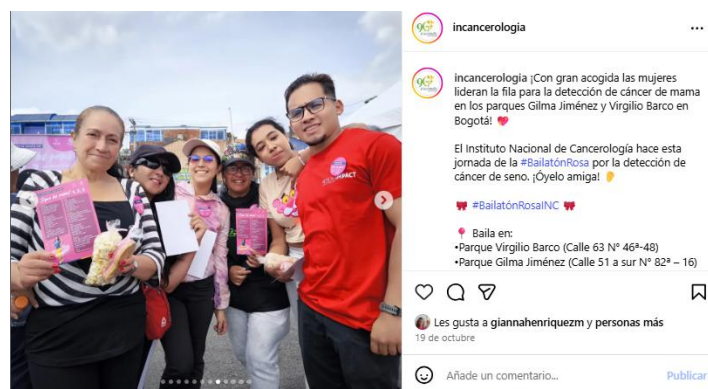 incancerologia
incancerologia ¡Con gran acogida las mujeres
lideran la fila para la detección de cáncer de mama
en los parques Gilma Jiménez y Virgilio Barco en
Bogotá! 💖
El Instituto Nacional de Cancerología hace esta
jornada de la #BailatónRosa por la detección de
cáncer de seno. ¡Óyelo amiga! 👂
🎀 #BailatónRosaINC 🎀
📍 Baila en:
•Parque Virgilio Barco (Calle 63 N° 46ª-48)
•Parque Gilma Jiménez (Calle 51 a sur N° 82ª – 16)
Les gusta a giannahenriquezm y personas más
19 de octubre
Añade un comentario...
Publicar
IMPACT